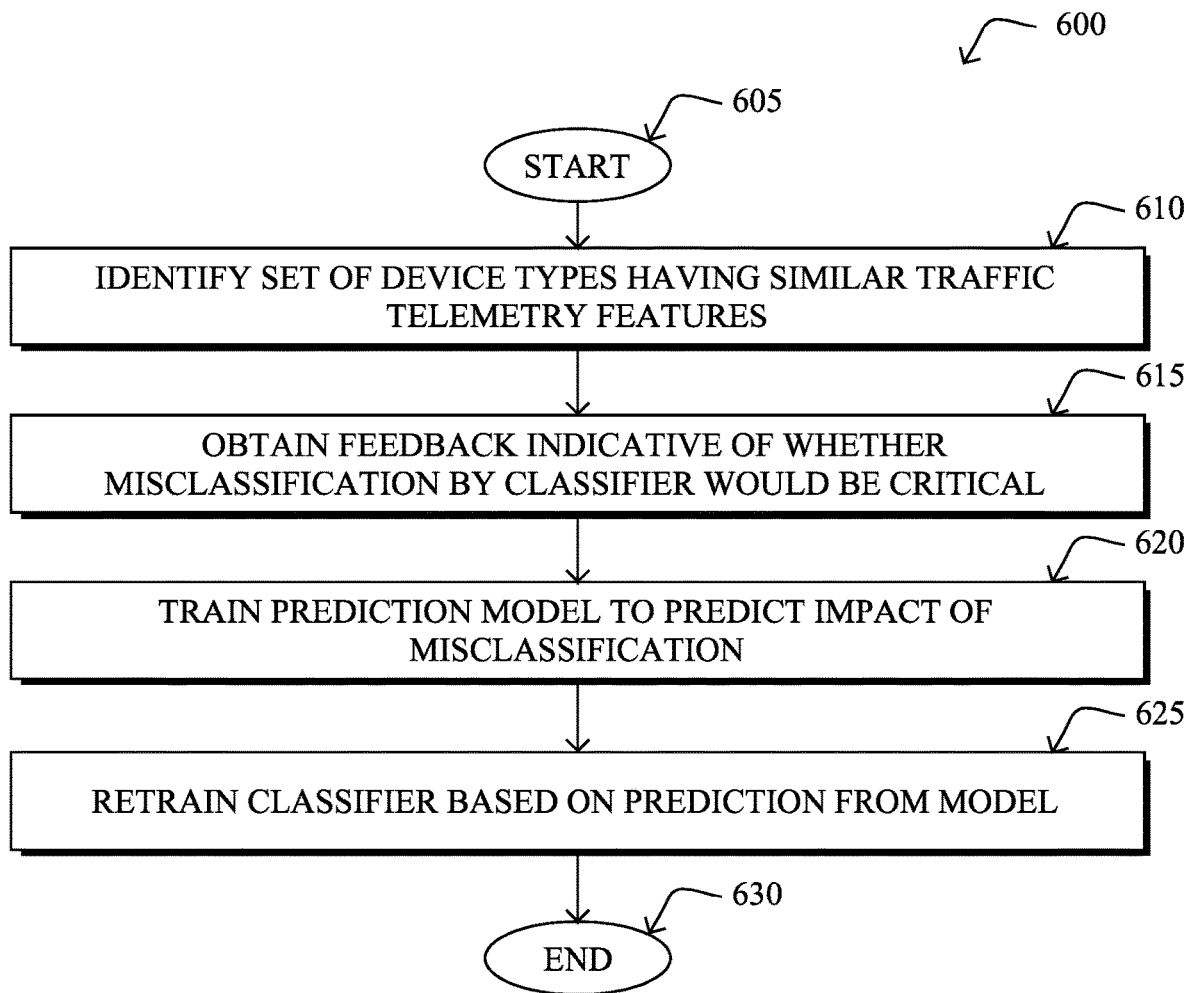 600
605
START
610
IDENTIFY SET OF DEVICE TYPES HAVING SIMILAR TRAFFIC
TELEMETRY FEATURES
615
OBTAIN FEEDBACK INDICATIVE OF WHETHER
MISCLASSIFICATION BY CLASSIFIER WOULD BE CRITICAL
620
TRAIN PREDICTION MODEL TO PREDICT IMPACT OF
MISCLASSIFICATION
625
RETRAIN CLASSIFIER BASED ON PREDICTION FROM MODEL
630
END